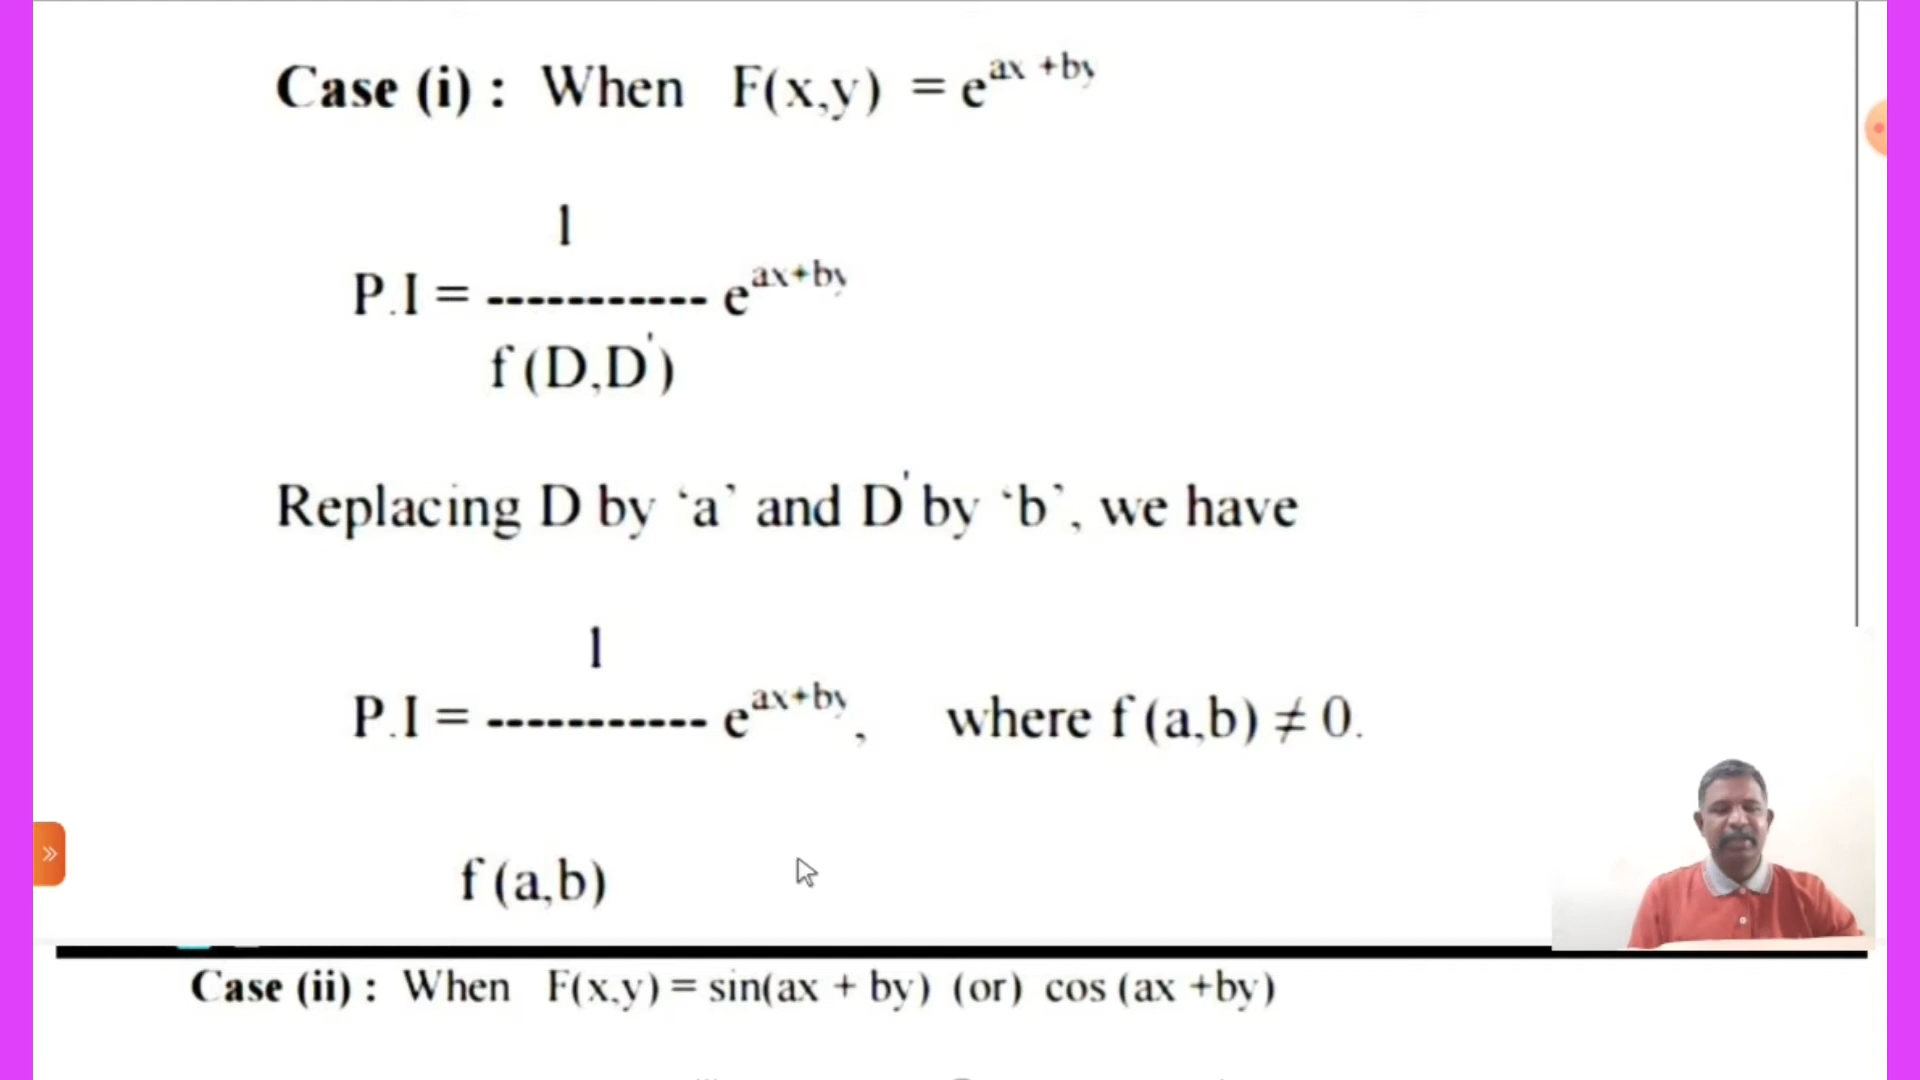 Case (i) : When F(x,y) = e^ax +by
1
P.I = ----------- e^ax+by
f (D,D')
Replacing D by ‘a’ and D' by ‘b’, we have
1
P.I = ----------- e^ax+by, where f (a,b) ≠ 0.
f (a,b)
Case (ii) : When F(x,y) = sin(ax + by) (or) cos (ax +by)